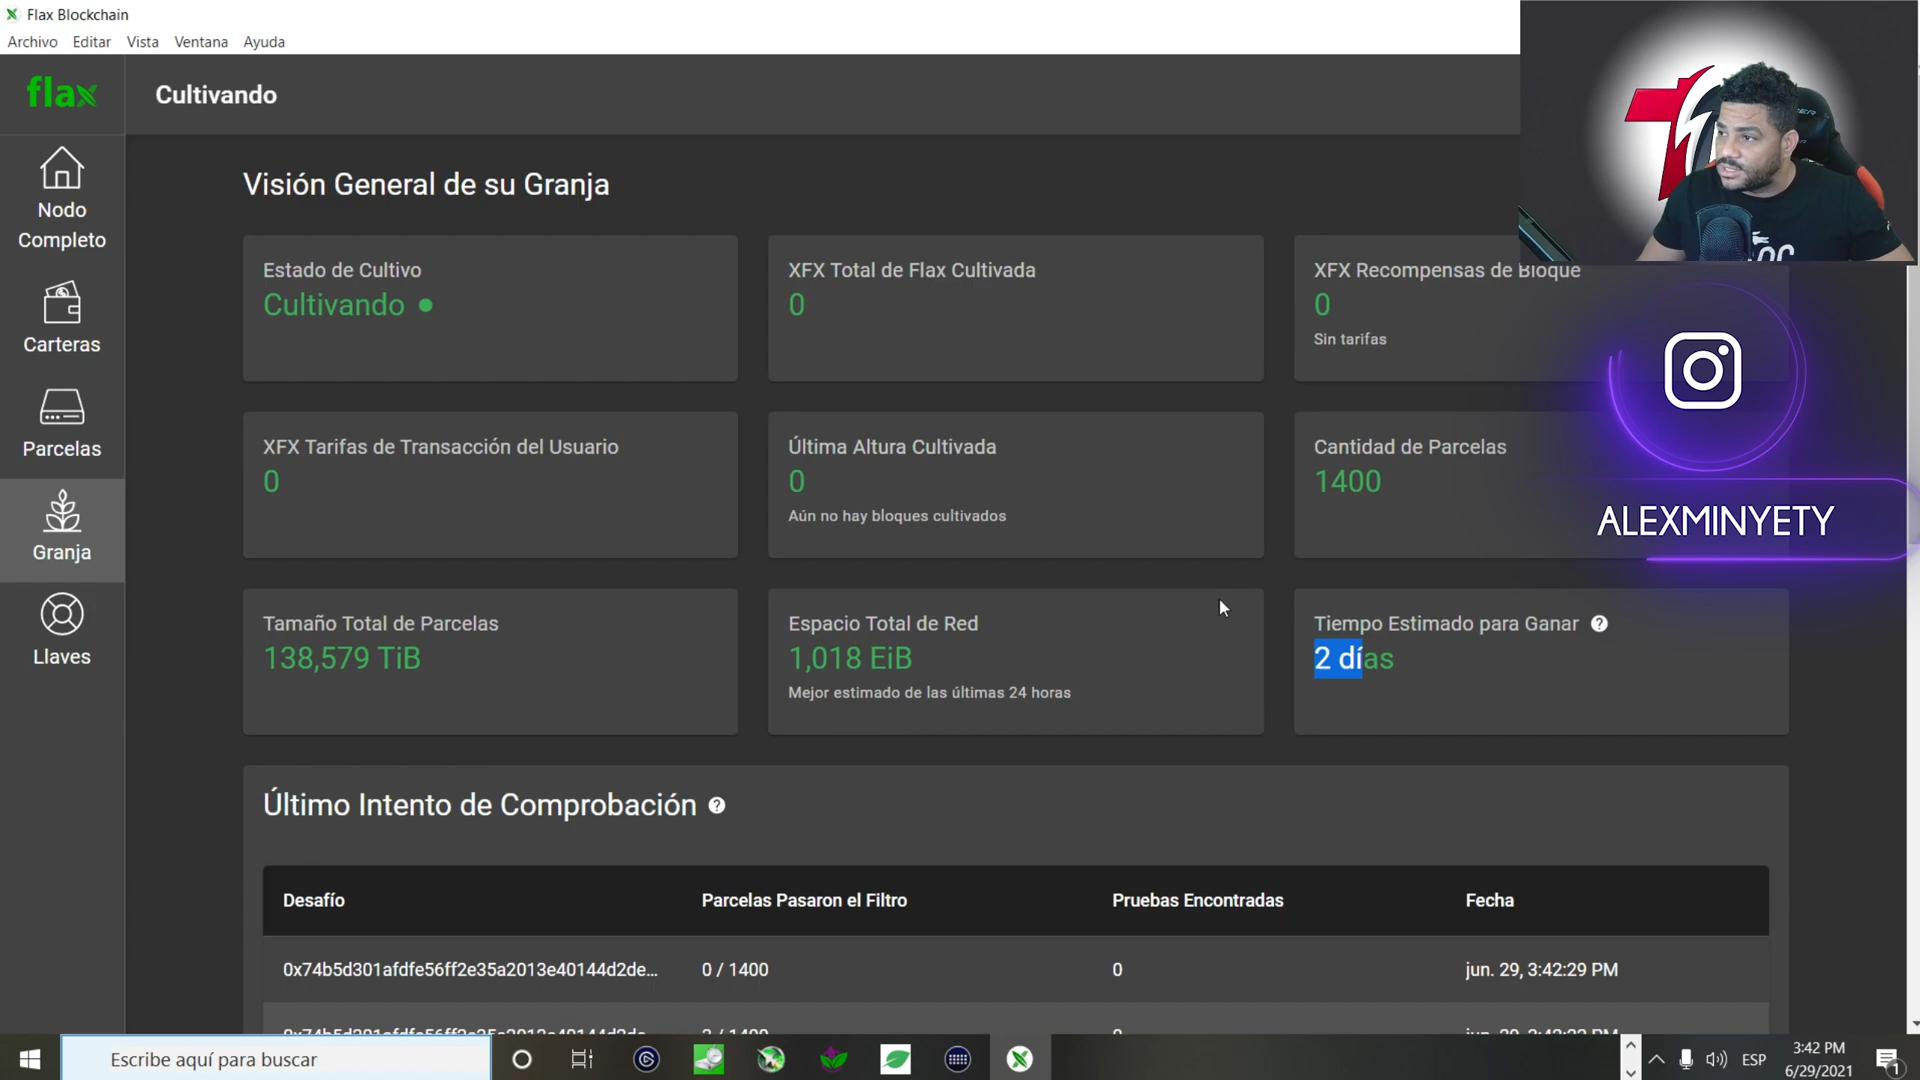 Flax Blockchain
Archivo Editar Vista Ventana Ayuda
flax
Cultivando
Nodo
Completo
Carteras
Parcelas
Granja
Llaves
Visión General de su Granja
Estado de Cultivo
Cultivando
XFX Total de Flax Cultivada
0
XFX Recompensas de Bloque
0
Sin tarifas
XFX Tarifas de Transacción del Usuario
0
Última Altura Cultivada
0
Aún no hay bloques cultivados
Cantidad de Parcelas
1400
ALEXMINYETY
Tamaño Total de Parcelas
138,579 TiB
Espacio Total de Red
1,018 EiB
Mejor estimado de las últimas 24 horas
Tiempo Estimado para Ganar ?
2 días
Último Intento de Comprobación ?
Desafío Parcelas Pasaron el Filtro Pruebas Encontradas Fecha
0x74b5d301afdfe56ff2e35a2013e40144d2de... 0 / 1400 0 jun. 29, 3:42:29 PM
Escribe aquí para buscar
ESP
3:42 PM
6/29/2021
1